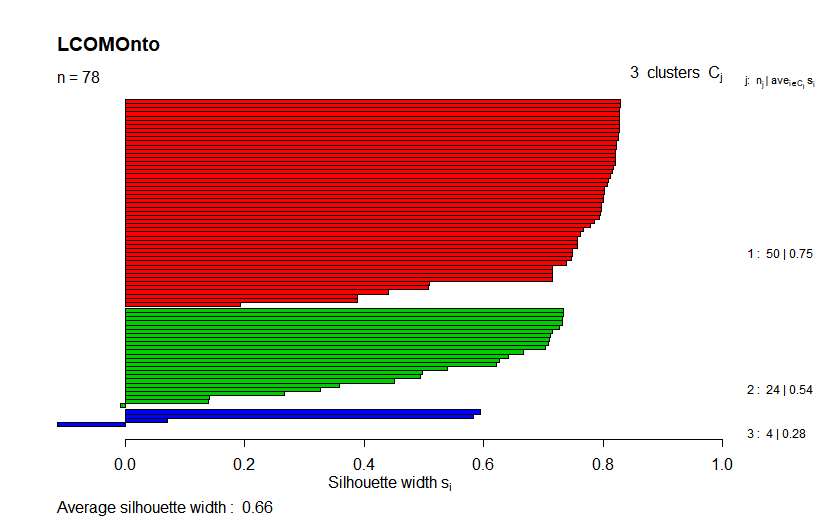 LCOMOnto
n = 78
3 clusters Cj
j: nj | avei∈Cj si
1 : 50 | 0.75
2 : 24 | 0.54
3 : 4 | 0.28
0.0 0.2 0.4 0.6 0.8 1.0
Silhouette width si
Average silhouette width : 0.66